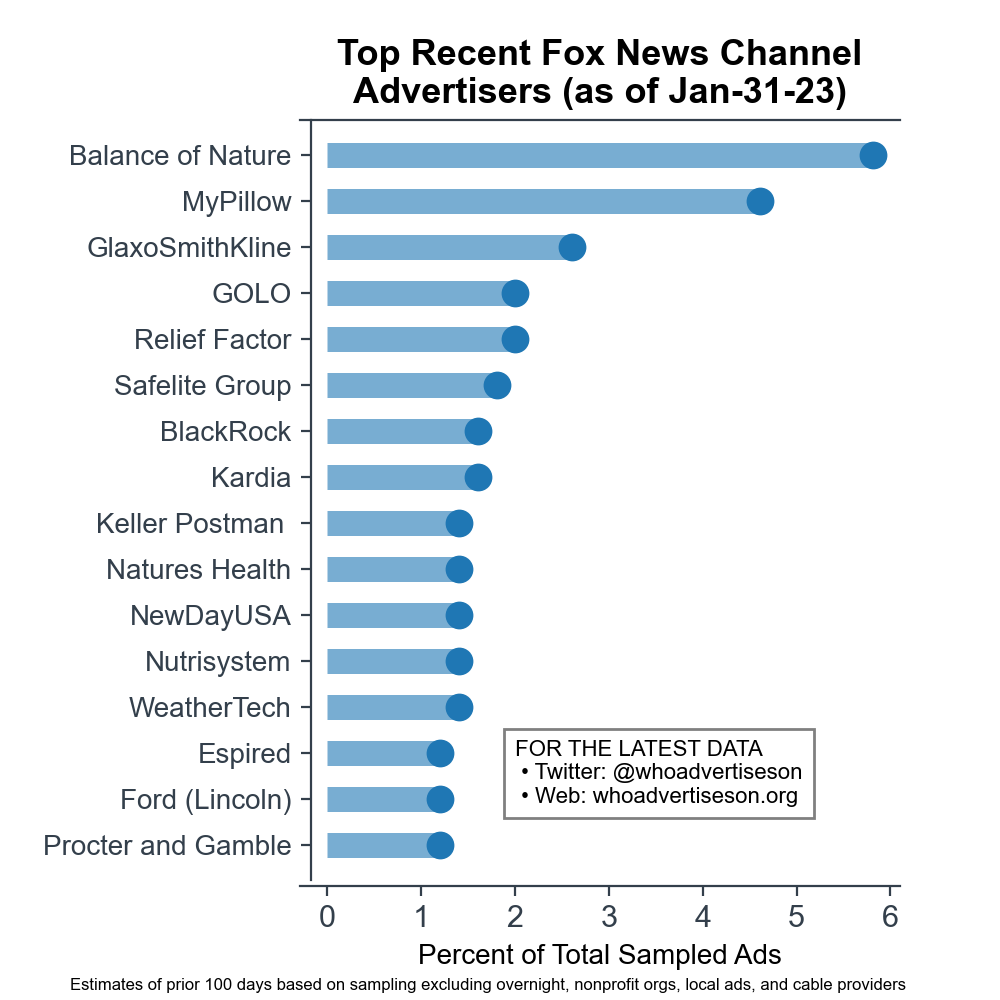 Top Recent Fox News Channel
Advertisers (as of Jan-31-23)
Balance of Nature
MyPillow
GlaxoSmithKline
GOLO
Relief Factor
Safelite Group
BlackRock
Kardia
Keller Postman
Natures Health
NewDayUSA
Nutrisystem
WeatherTech
Espired
Ford (Lincoln)
Procter and Gamble
FOR THE LATEST DATA
• Twitter: @whoadvertiseson
• Web: whoadvertiseson.org
0 1 2 3 4 5 6
Percent of Total Sampled Ads
Estimates of prior 100 days based on sampling excluding overnight, nonprofit orgs, local ads, and cable providers